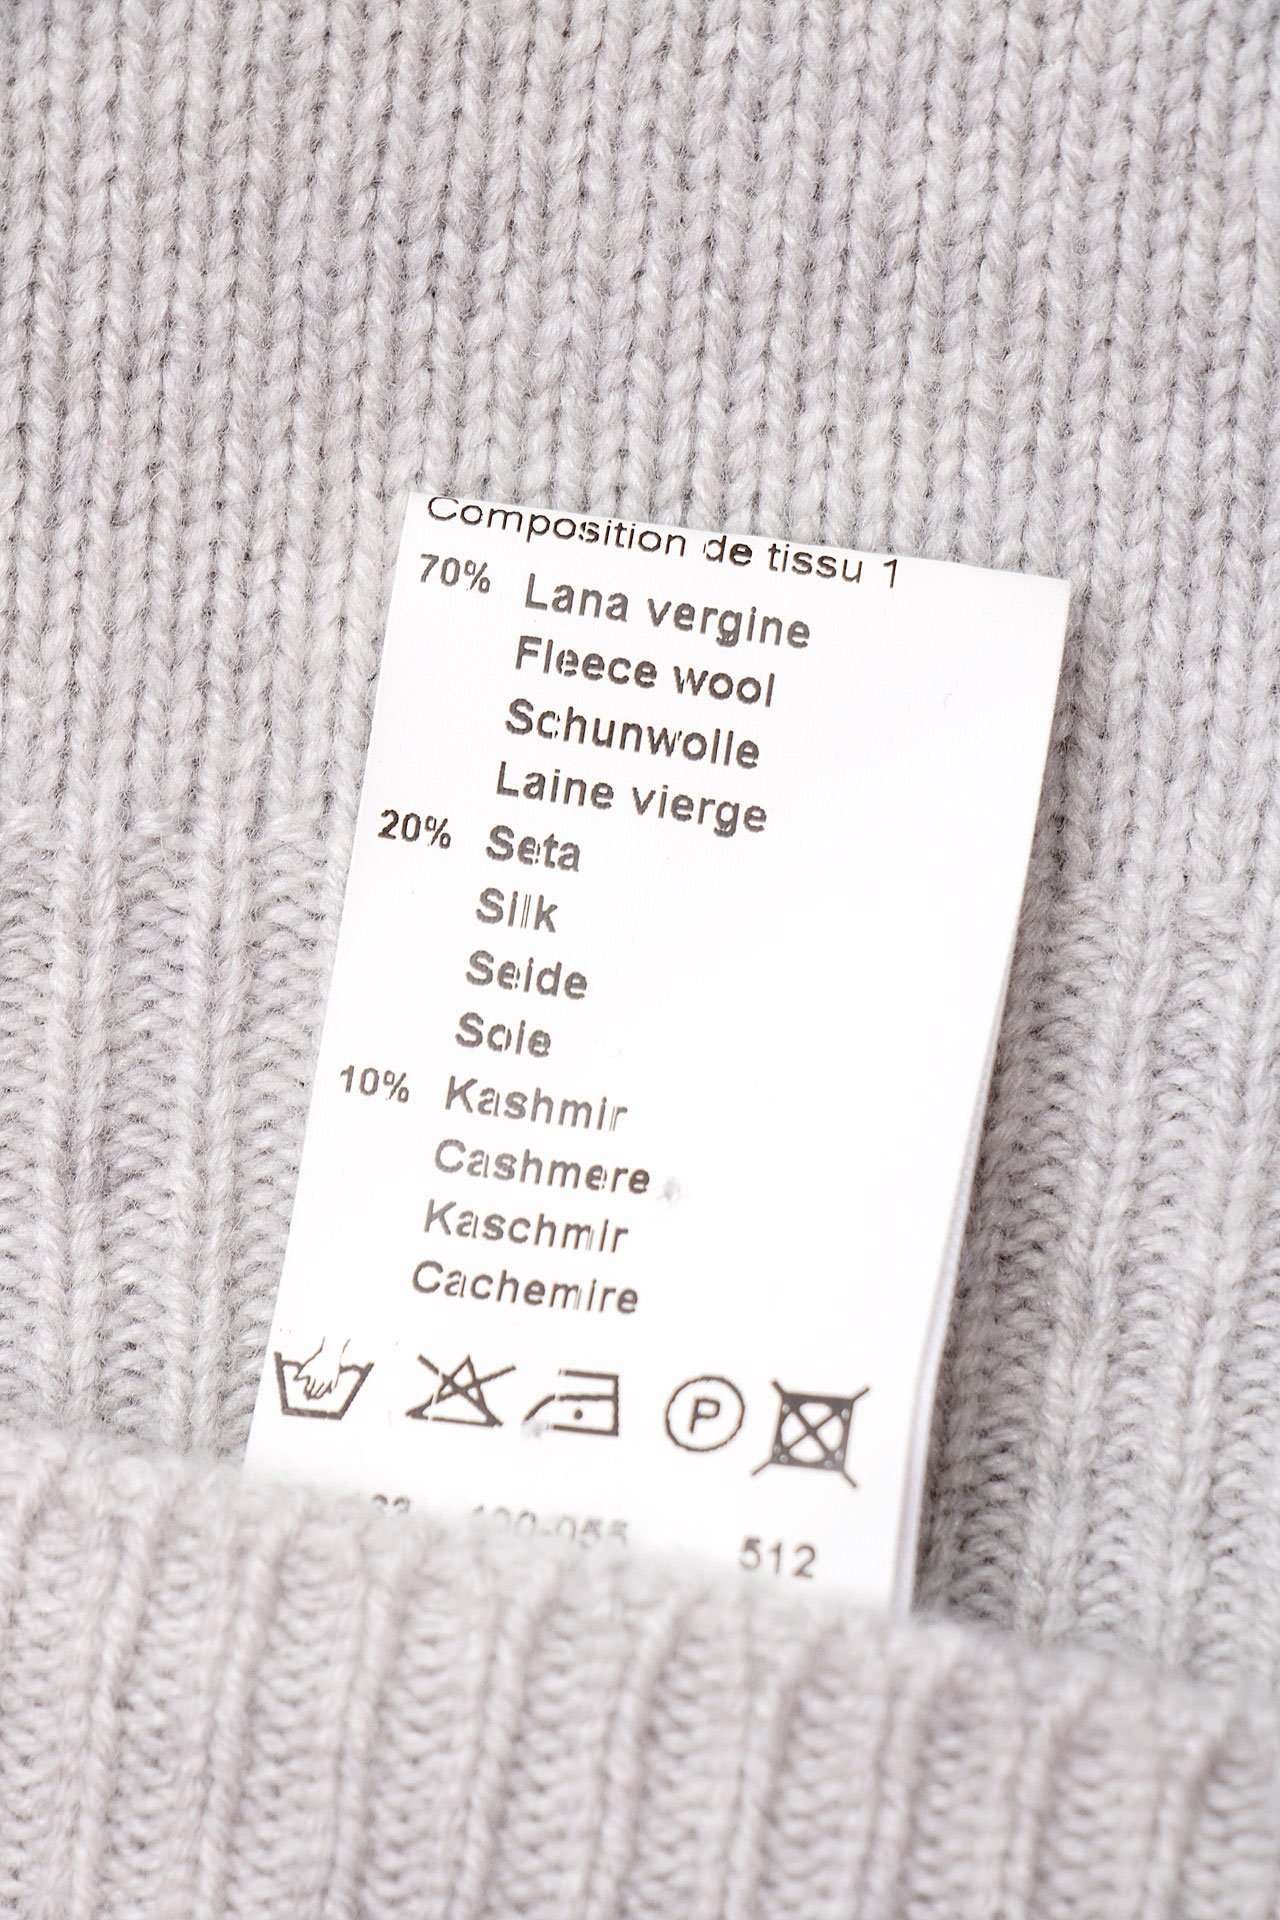 Composition de tissu 1
70% Lana vergine
Fleece wool
Schunwolle
Laine vierge
20% Seta
Silk
Seide
Soie
10% Kashmir
Cashmere
Kaschmir
Cachemire
P
512